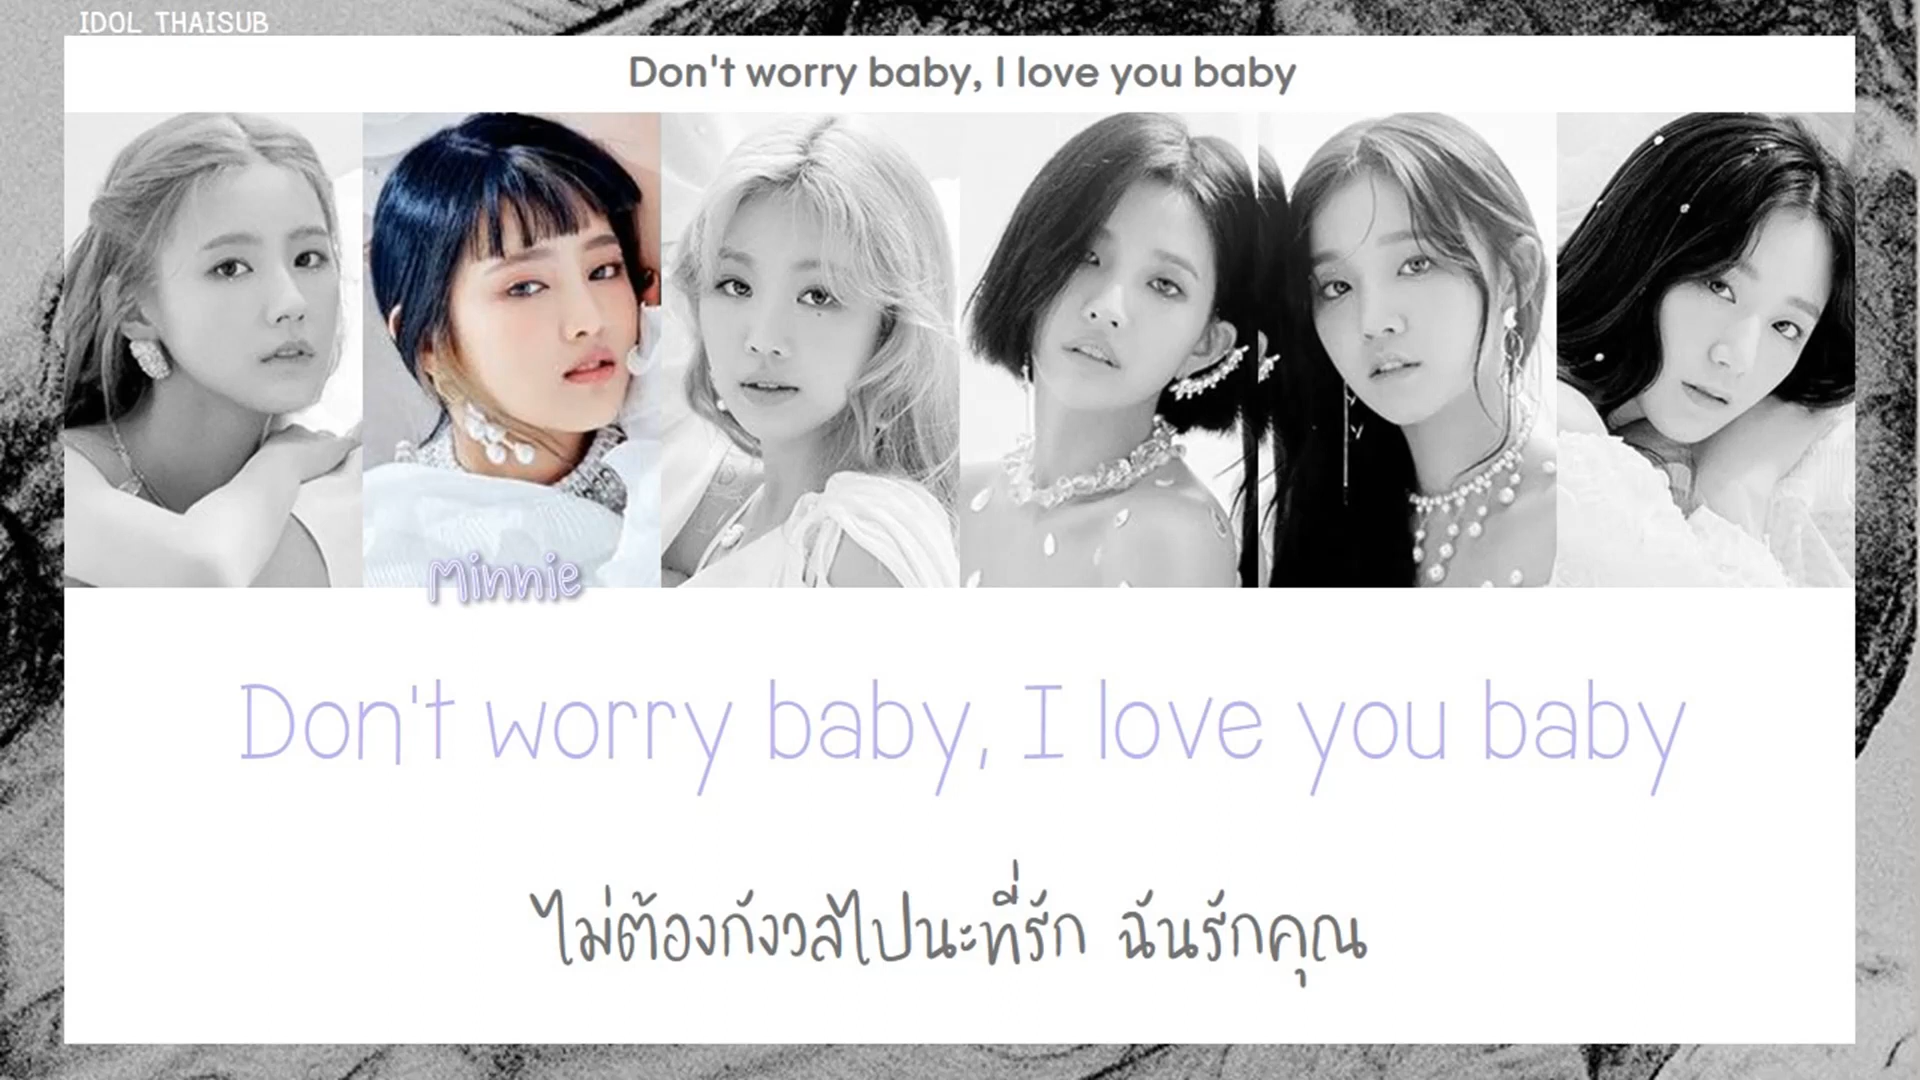 IDOL THAISUB
Don't worry baby, I love you baby
Minnie
Don't worry baby, I love you baby
ไม่ต้องกังวลไปนะที่รัก ฉันรักคุณ